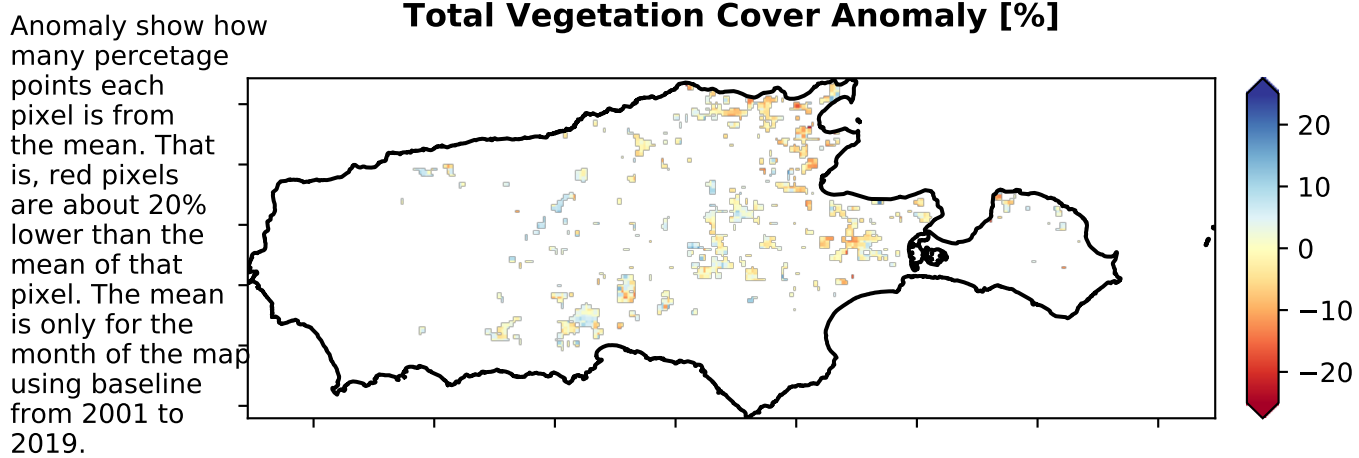 Total Vegetation Cover Anomaly [%]
Anomaly show how
many percetage
points each
pixel is from
the mean. That
is, red pixels
are about 20%
lower than the
mean of that
pixel. The mean
is only for the
month of the map
using baseline
from 2001 to
2019.
20
10
0
−10
−20